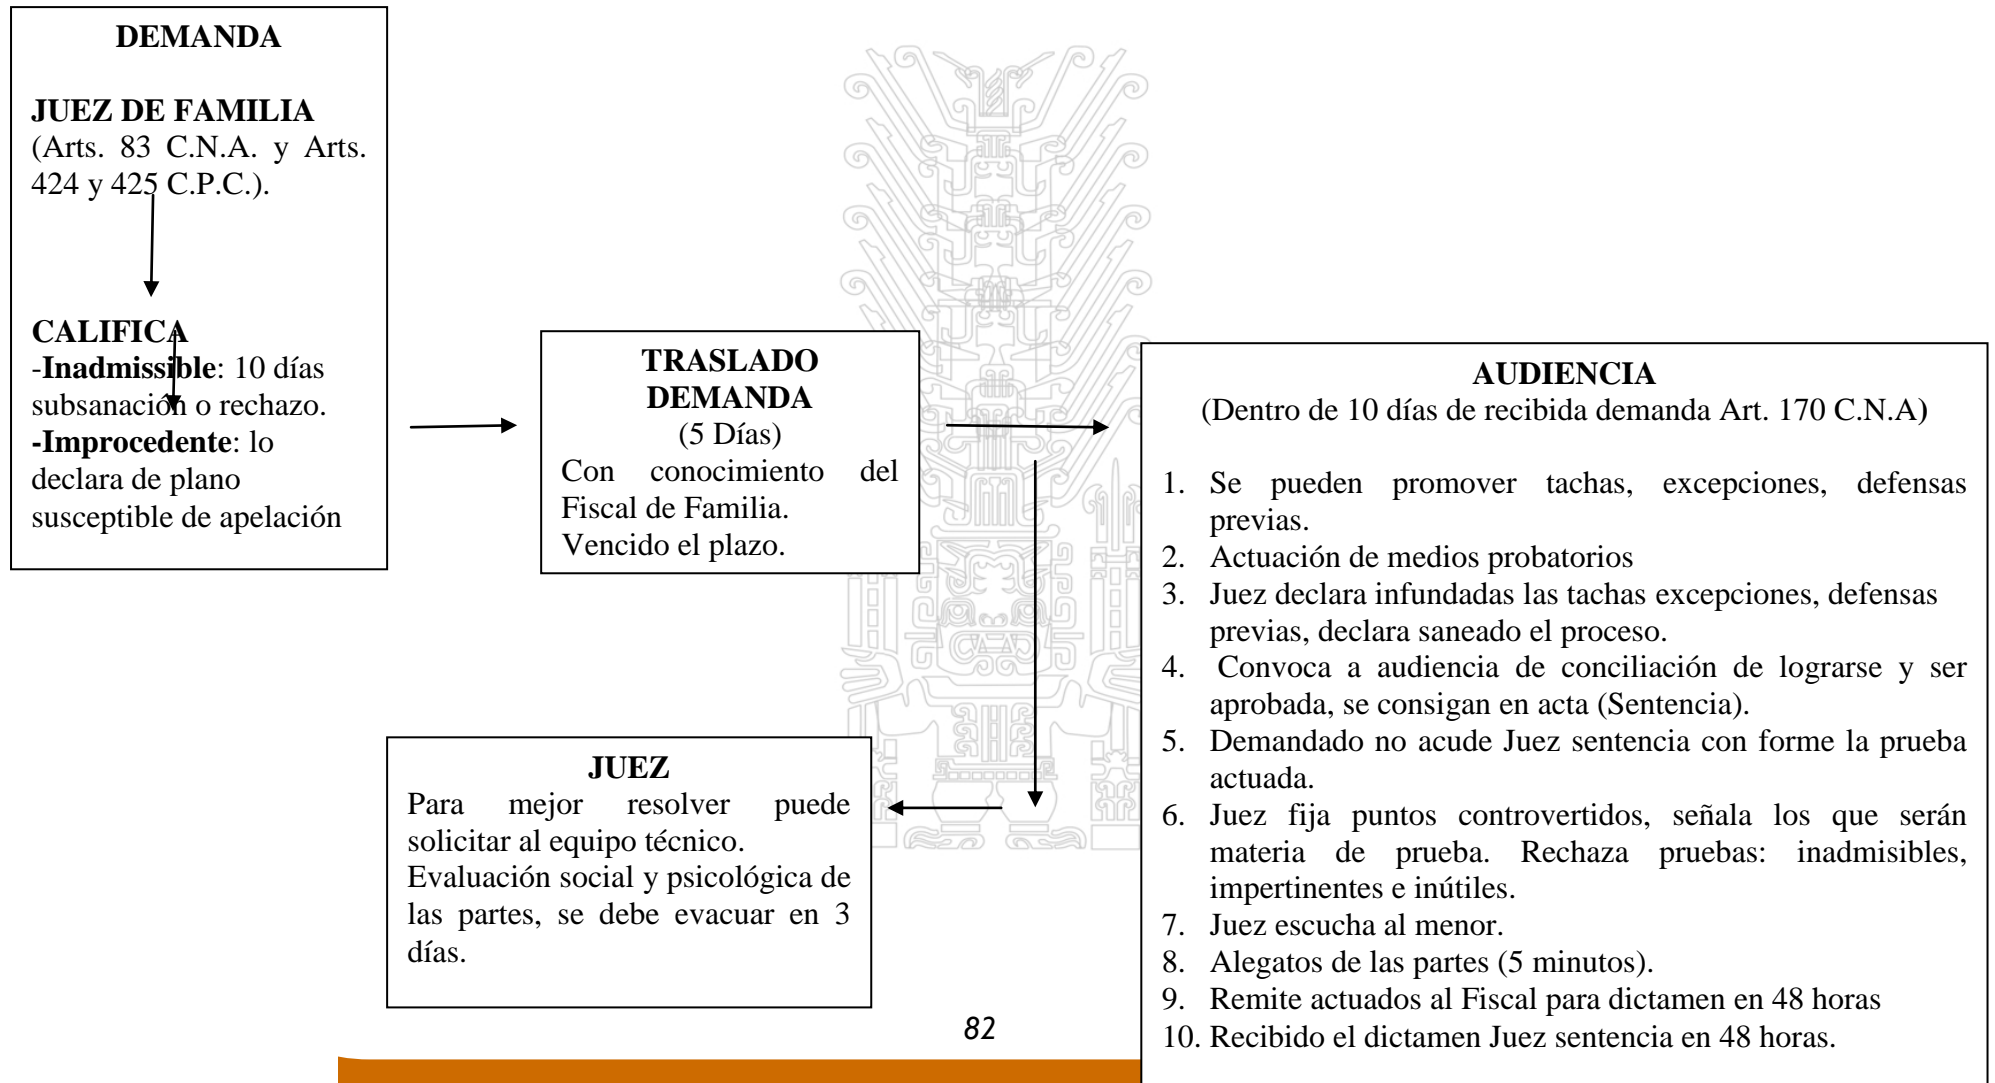 DEMANDA
JUEZ DE FAMILIA
(Arts. 83 C.N.A. y Arts.
424 y 425 C.P.C.).
CALIFICA
-Inadmissible: 10 días
subsanación o rechazo.
-Improcedente: lo
declara de plano
susceptible de apelación
TRASLADO
DEMANDA
(5 Días)
Con conocimiento del
Fiscal de Familia.
Vencido el plazo.
JUEZ
Para mejor resolver puede
solicitar al equipo técnico.
Evaluación social y psicológica de
las partes, se debe evacuar en 3
días.
AUDIENCIA
(Dentro de 10 días de recibida demanda Art. 170 C.N.A)
1. Se pueden promover tachas, excepciones, defensas
previas.
2. Actuación de medios probatorios
3. Juez declara infundadas las tachas excepciones, defensas
previas, declara saneado el proceso.
4. Convoca a audiencia de conciliación de lograrse y ser
aprobada, se consigan en acta (Sentencia).
5. Demandado no acude Juez sentencia con forme la prueba
actuada.
6. Juez fija puntos controvertidos, señala los que serán
materia de prueba. Rechaza pruebas: inadmisibles,
impertinentes e inútiles.
7. Juez escucha al menor.
8. Alegatos de las partes (5 minutos).
9. Remite actuados al Fiscal para dictamen en 48 horas
10. Recibido el dictamen Juez sentencia en 48 horas.
82